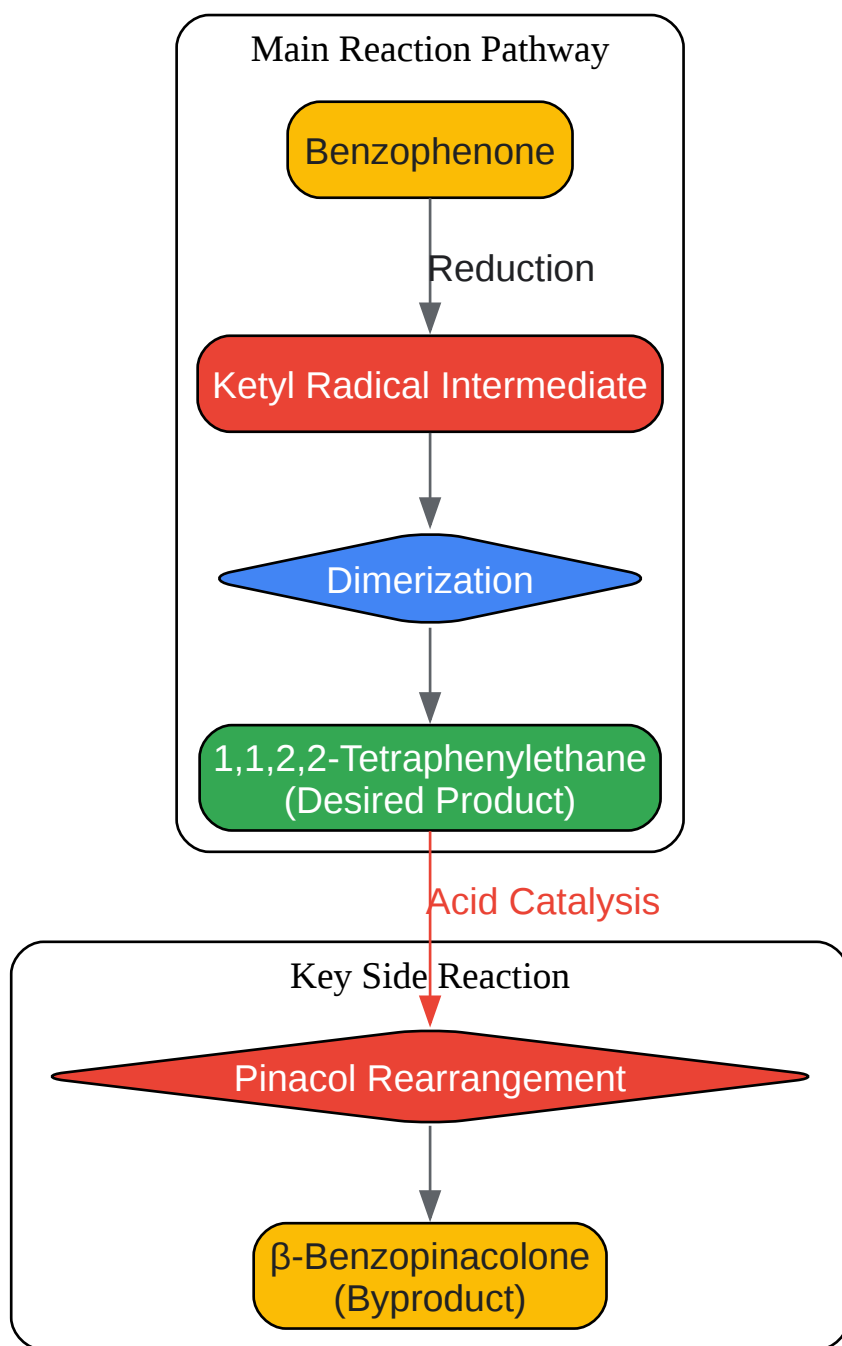 Main Reaction Pathway
Benzophenone
Reduction
Ketyl Radical Intermediate
Dimerization
1,1,2,2-Tetraphenylethane
(Desired Product)
Acid Catalysis
Key Side Reaction
Pinacol Rearrangement
β-Benzopinacolone
(Byproduct)